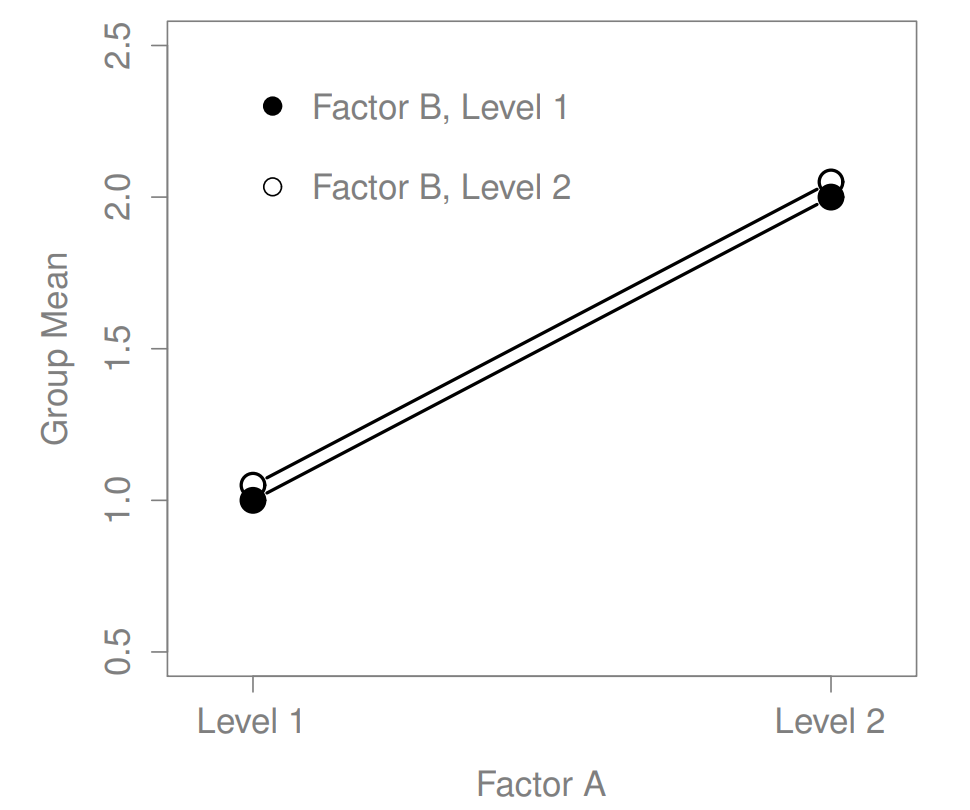 2.5
Factor B, Level 1
Factor B, Level 2
2.0
1.5
Group Mean
1.0
0.5
Level 1
Level 2
Factor A